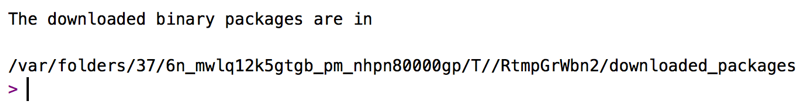 The downloaded binary packages are in
/var/folders/37/6n_mwlq12k5gtgb_pm_nhpn80000gp/T//RtmpGrWbn2/downloaded_packages
>